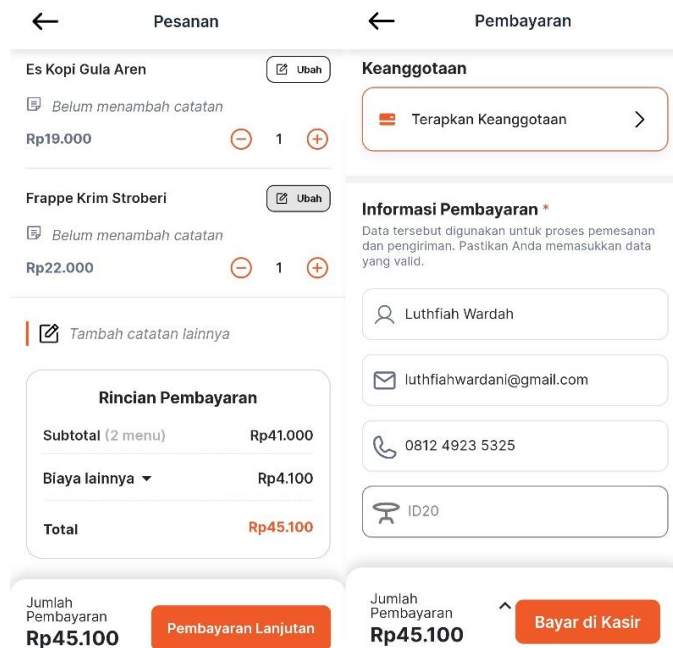 Pesanan
Es Kopi Gula Aren
Ubah
Belum menambah catatan
Rp19.000
1
Frappe Krim Stroberi
Ubah
Belum menambah catatan
Rp22.000
1
Tambah catatan lainnya
Rincian Pembayaran
Subtotal (2 menu) Rp41.000
Biaya lainnya Rp4.100
Total Rp45.100
Jumlah
Pembayaran
Rp45.100
Pembayaran Lanjutan
Pembayaran
Keanggotaan
Terapkan Keanggotaan
Informasi Pembayaran *
Data tersebut digunakan untuk proses pemesanan
dan pengiriman. Pastikan Anda memasukkan data
yang valid.
Luthfiah Wardah
luthfiahwardani@gmail.com
0812 4923 5325
ID20
Jumlah
Pembayaran
Rp45.100
Bayar di Kasir